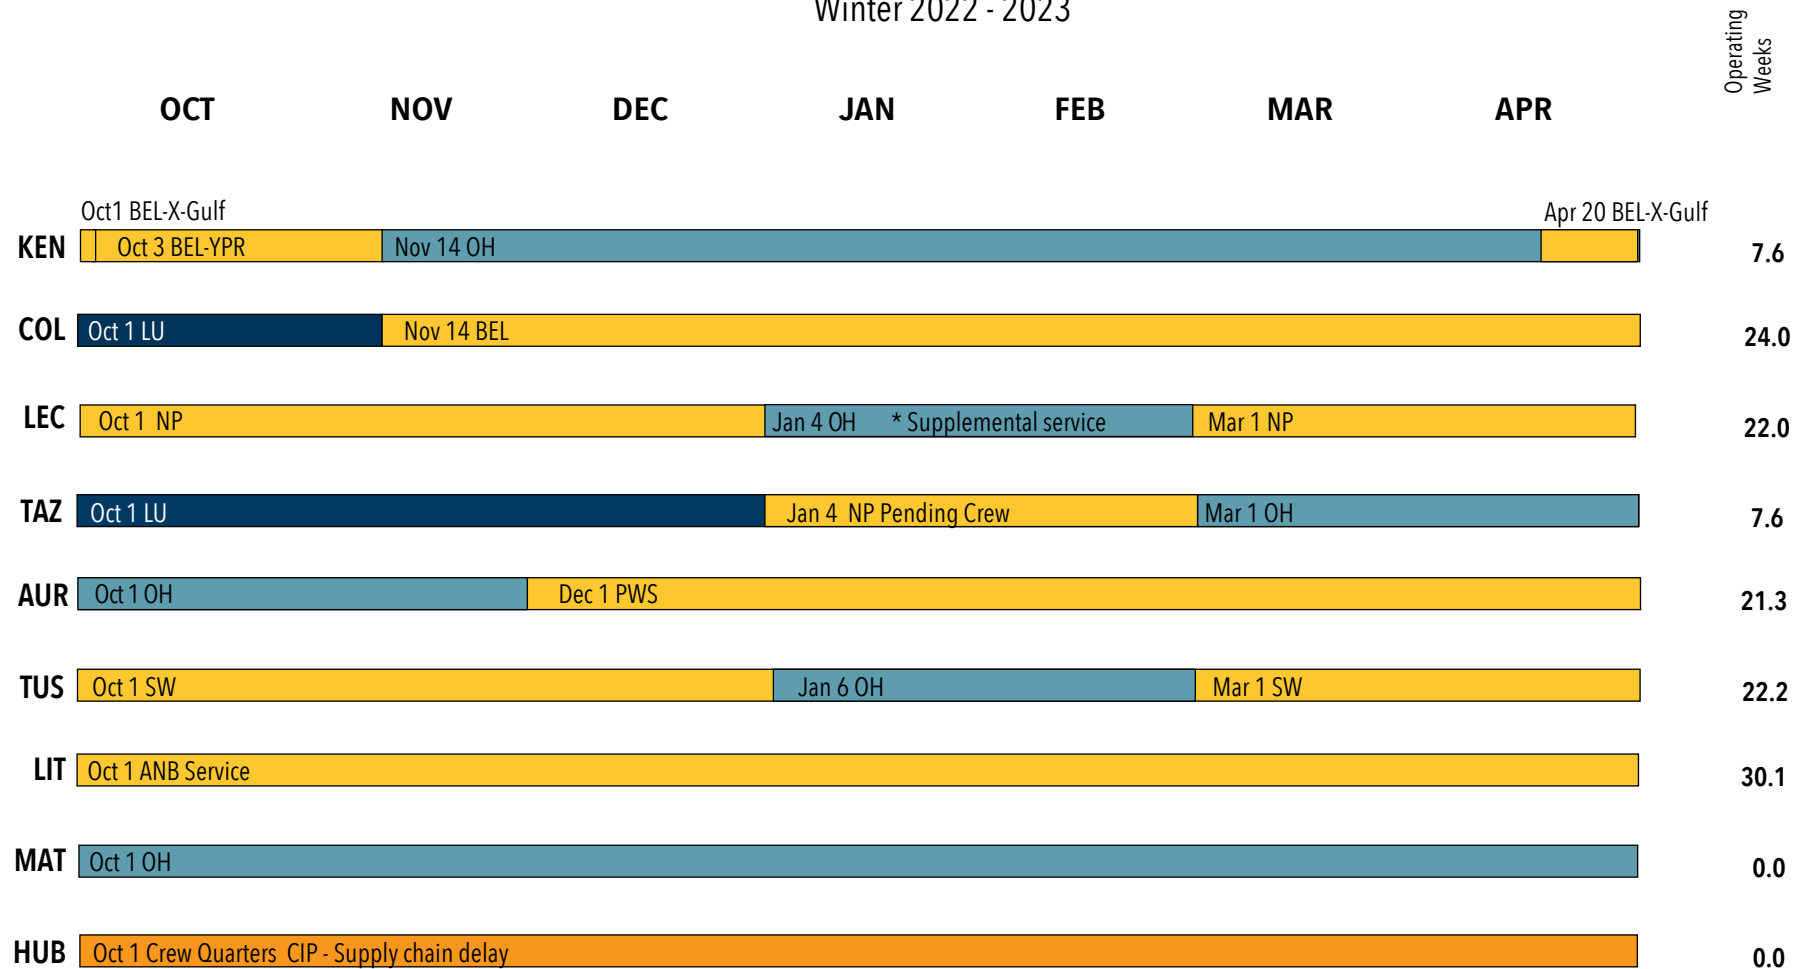 Winter 2022 - 2023
Operating
Weeks
OCT NOV DEC JAN FEB MAR APR
Oct1 BEL-X-Gulf Apr 20 BEL-X-Gulf
KEN Oct 3 BEL-YPR Nov 14 OH 7.6
COL Oct 1 LU Nov 14 BEL 24.0
LEC Oct 1 NP Jan 4 OH * Supplemental service Mar 1 NP 22.0
TAZ Oct 1 LU Jan 4 NP Pending Crew Mar 1 OH 7.6
AUR Oct 1 OH Dec 1 PWS 21.3
TUS Oct 1 SW Jan 6 OH Mar 1 SW 22.2
LIT Oct 1 ANB Service 30.1
MAT Oct 1 OH 0.0
HUB Oct 1 Crew Quarters CIP - Supply chain delay 0.0